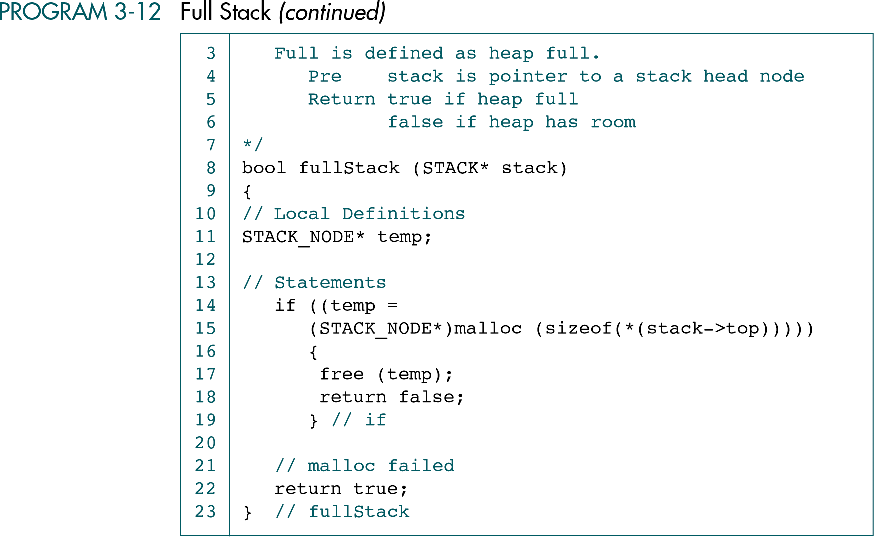 PROGRAM 3-12 Full Stack (continued)
3 Full is defined as heap full.
4 Pre stack is pointer to a stack head node
5 Return true if heap full
6 false if heap has room
7 */
8 bool fullStack (STACK* stack)
9 {
10 // Local Definitions
11 STACK_NODE* temp;
12
13 // Statements
14 if ((temp =
15 (STACK_NODE*)malloc (sizeof(*(stack->top)))))
16 {
17 free (temp);
18 return false;
19 } // if
20
21 // malloc failed
22 return true;
23 } // fullStack